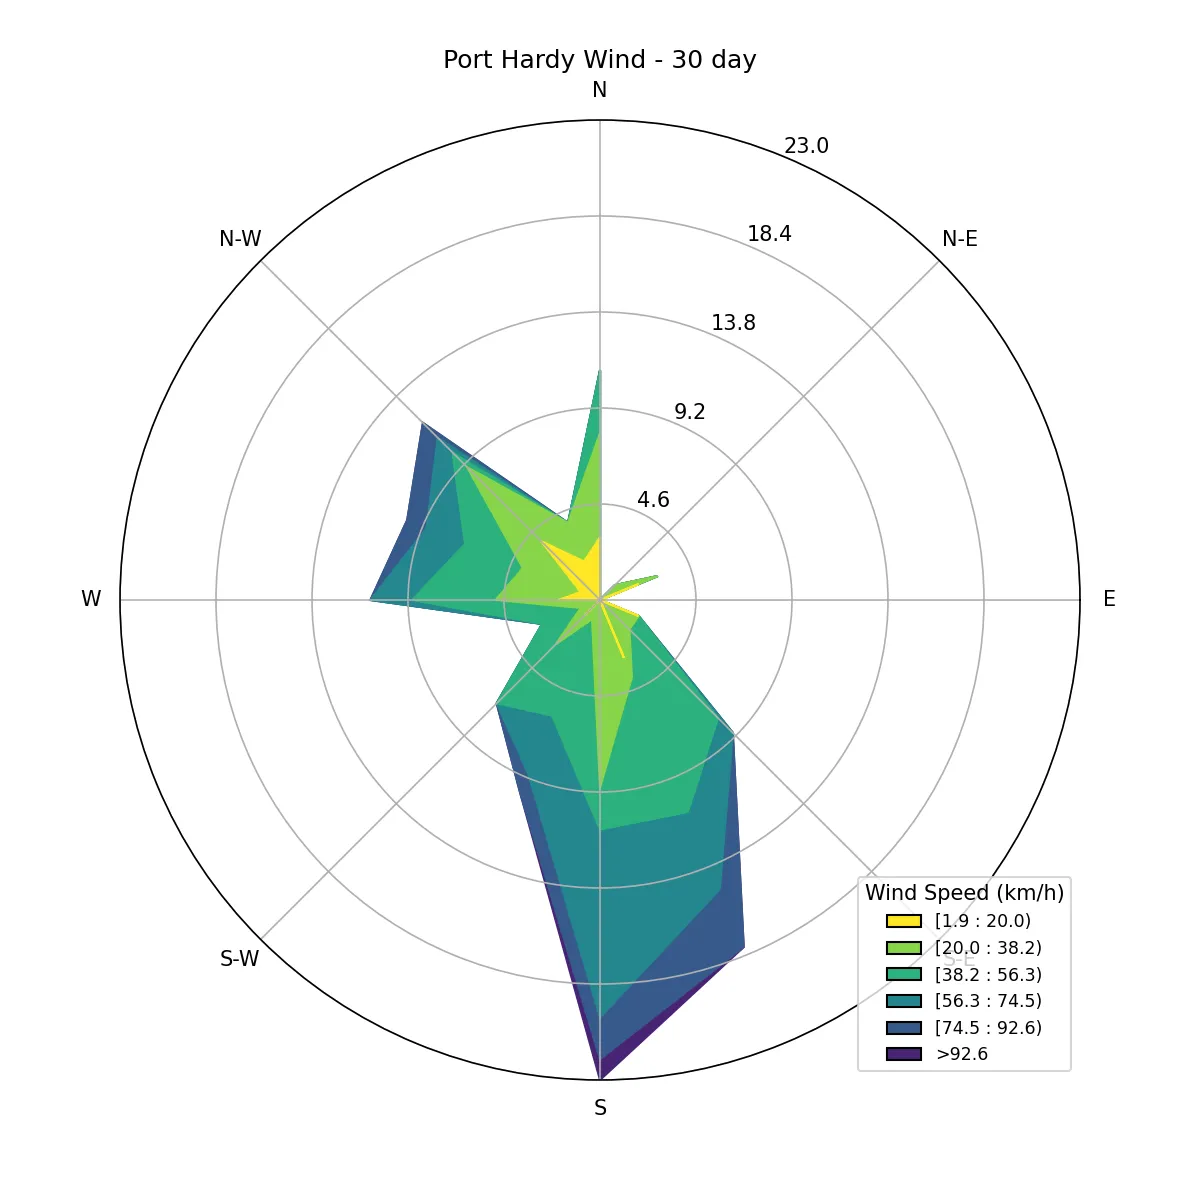 Port Hardy Wind - 30 day
N
23.0
18.4
N-W
N-E
13.8
9.2
4.6
W
E
Wind Speed (km/h)
[1.9 : 20.0)
[20.0 : 38.2)
S-W
S-E
[38.2 : 56.3)
[56.3 : 74.5)
[74.5 : 92.6)
>92.6
S